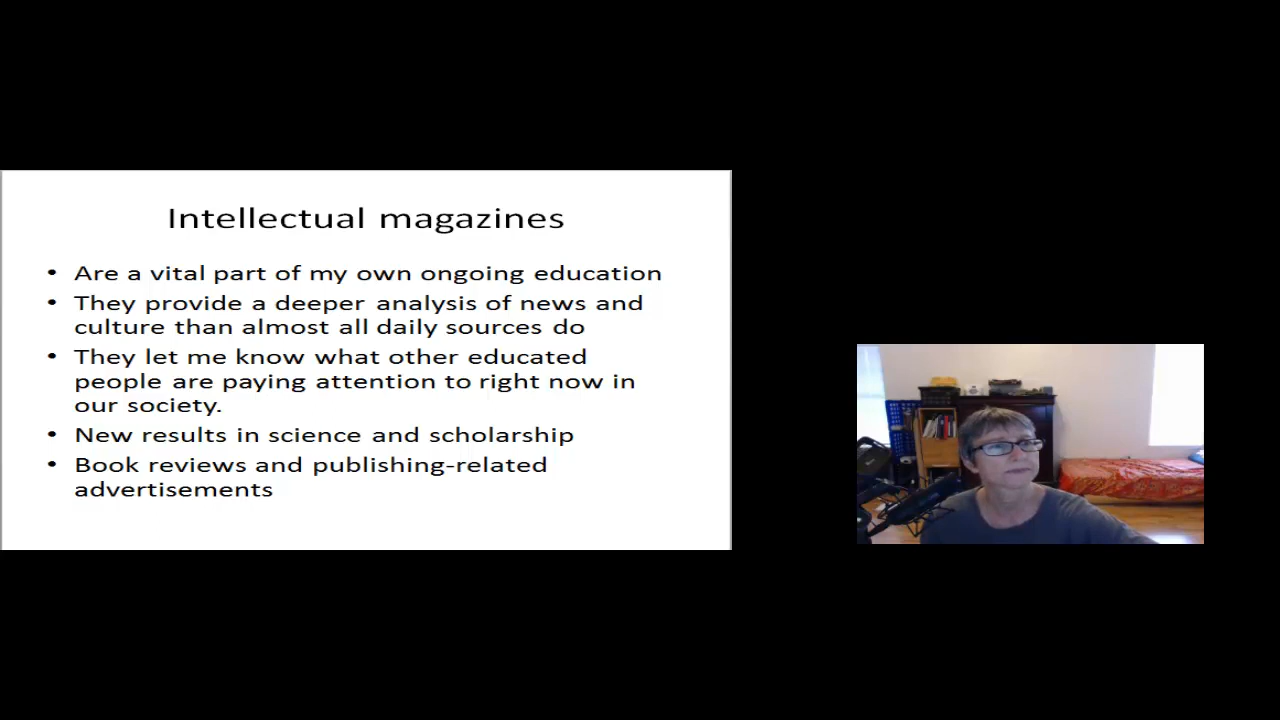 Intellectual magazines
• Are a vital part of my own ongoing education
• They provide a deeper analysis of news and
culture than almost all daily sources do
• They let me know what other educated
people are paying attention to right now in
our society.
• New results in science and scholarship
• Book reviews and publishing-related
advertisements